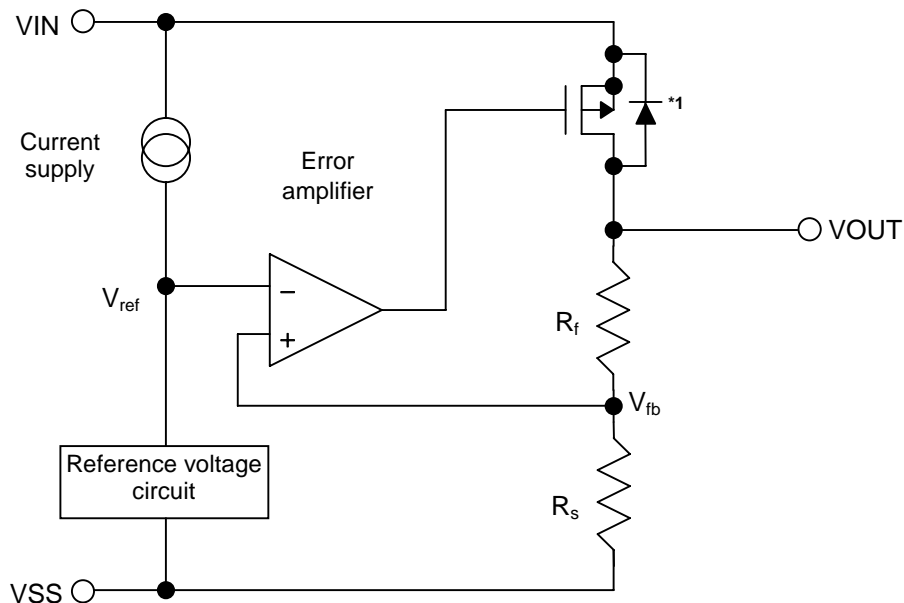 VIN
*1
Current
supply
Error
amplifier
VOUT
−
Vref
+
Rf
Vfb
Reference voltage
circuit
Rs
VSS